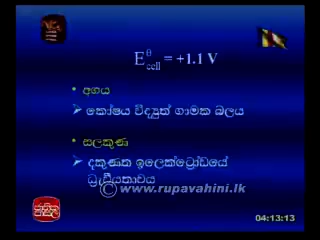 E°cell = +1.1 V
• අගය
➢ කෝෂය විද්‍යුත් ගාමක බලය
• සලකුණ
➢ දකුණත ඉලෙක්ට්‍රෝඩයේ
ධ්‍රැවීයතාවය
©www.rupavahini.lk
04:13:13